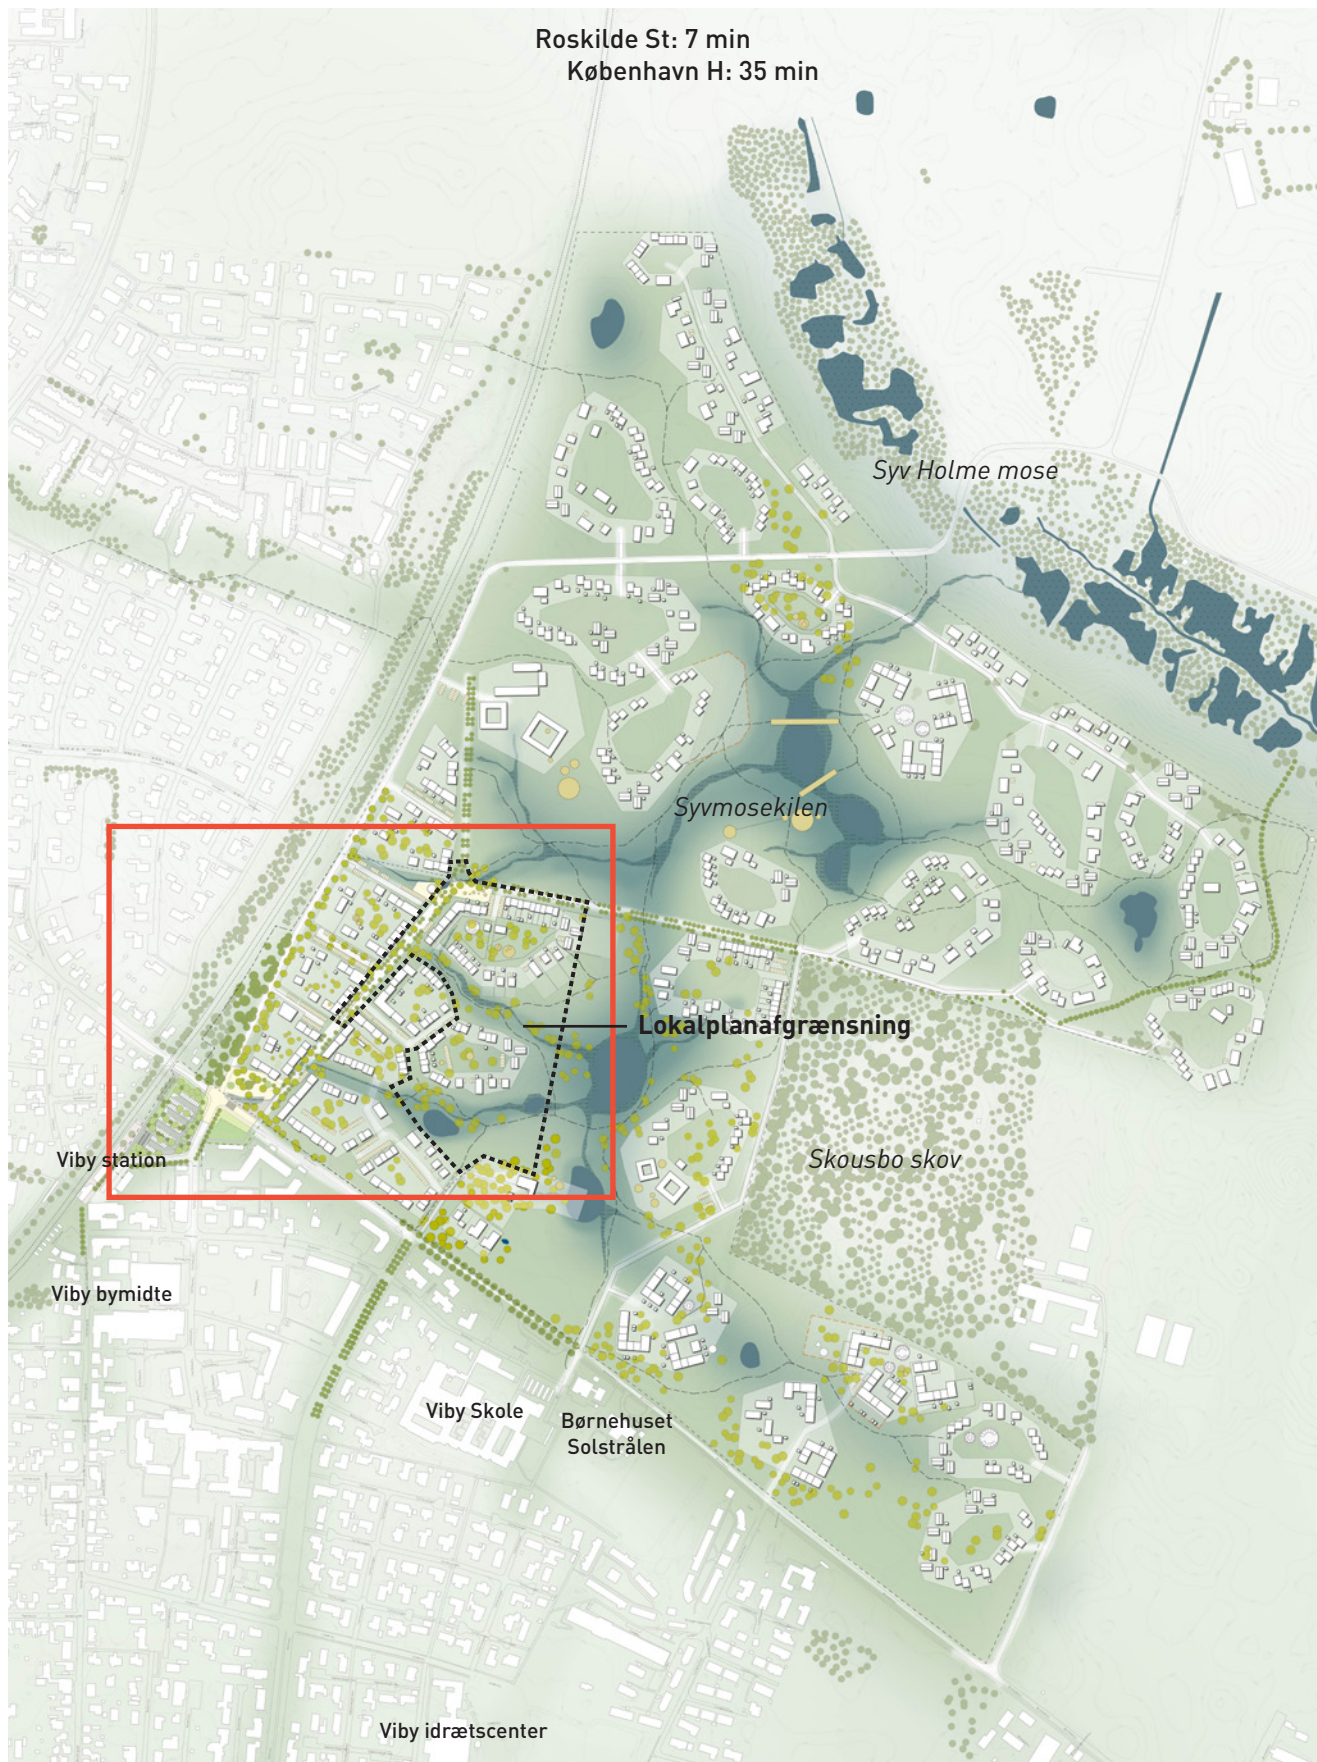 Roskilde St: 7 min
København H: 35 min
Syv Holme mose
Syvmosekilen
Lokalplanafgrænsning
Viby station
Skousbo skov
Viby bymidte
Viby Skole
Børnehuset
Solstrålen
Viby idrætscenter